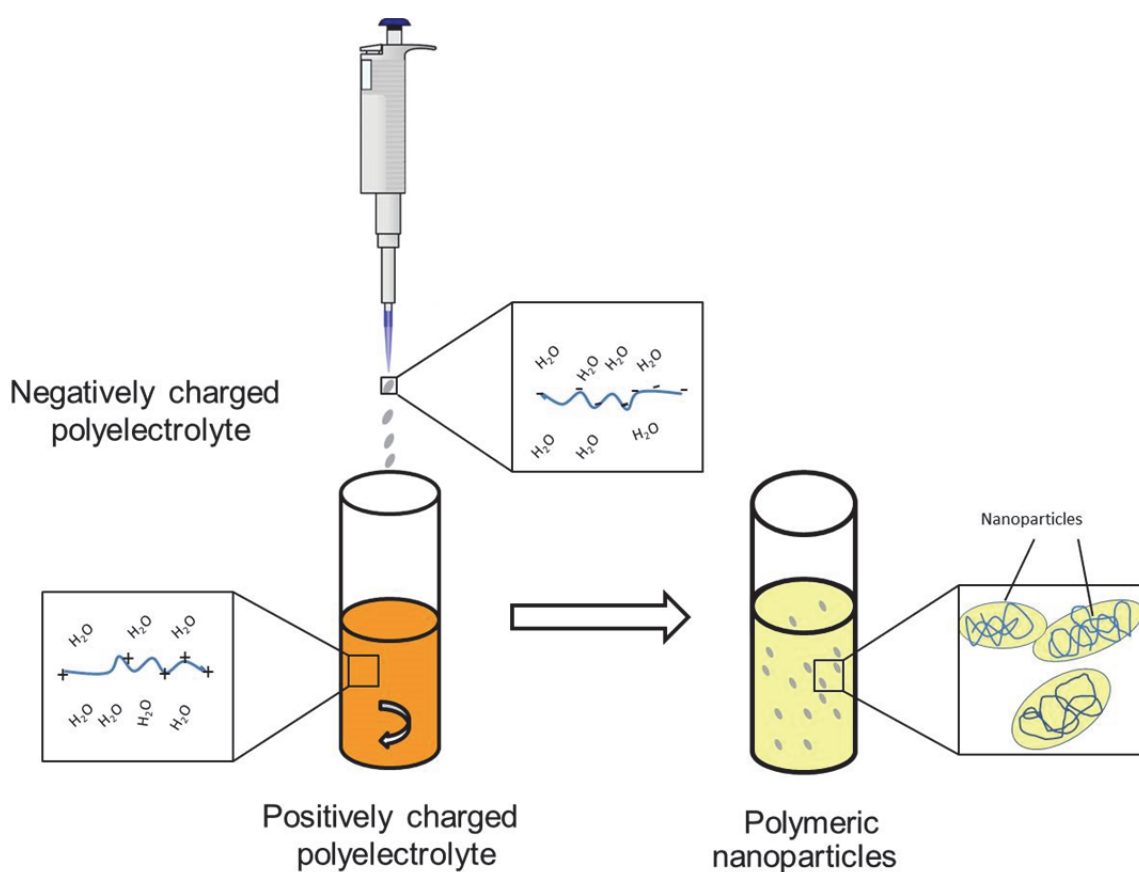 H₂O H₂O H₂O H₂O
- - - - - - -
H₂O H₂O H₂O
Negatively charged
polyelectrolyte
Nanoparticles
H₂O H₂O H₂O
+ + + + +
H₂O H₂O H₂O H₂O
Positively charged
polyelectrolyte
Polymeric
nanoparticles